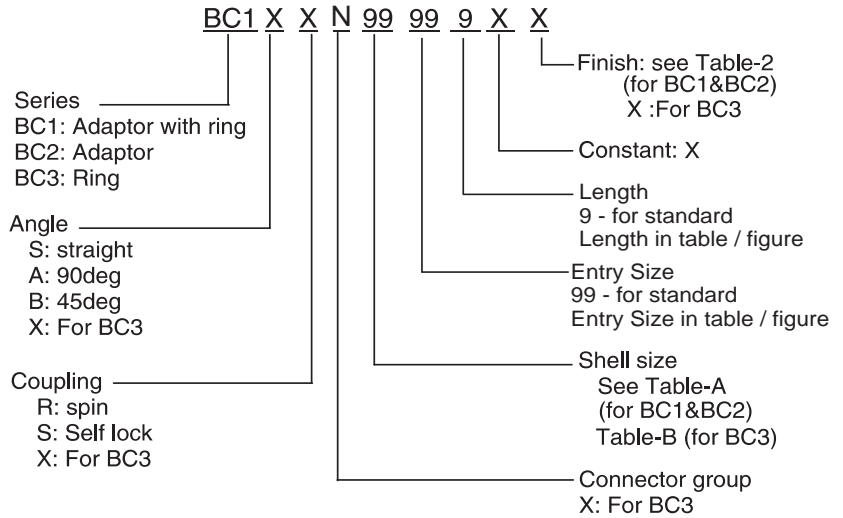 BC1 X X N 99 99 9 X X
Series
BC1: Adaptor with ring
BC2: Adaptor
BC3: Ring
Angle
S: straight
A: 90deg
B: 45deg
X: For BC3
Coupling
R: spin
S: Self lock
X: For BC3
Finish: see Table-2
(for BC1&BC2)
X :For BC3
Constant: X
Length
9 - for standard
Length in table / figure
Entry Size
99 - for standard
Entry Size in table / figure
Shell size
See Table-A
(for BC1&BC2)
Table-B (for BC3)
Connector group
X: For BC3